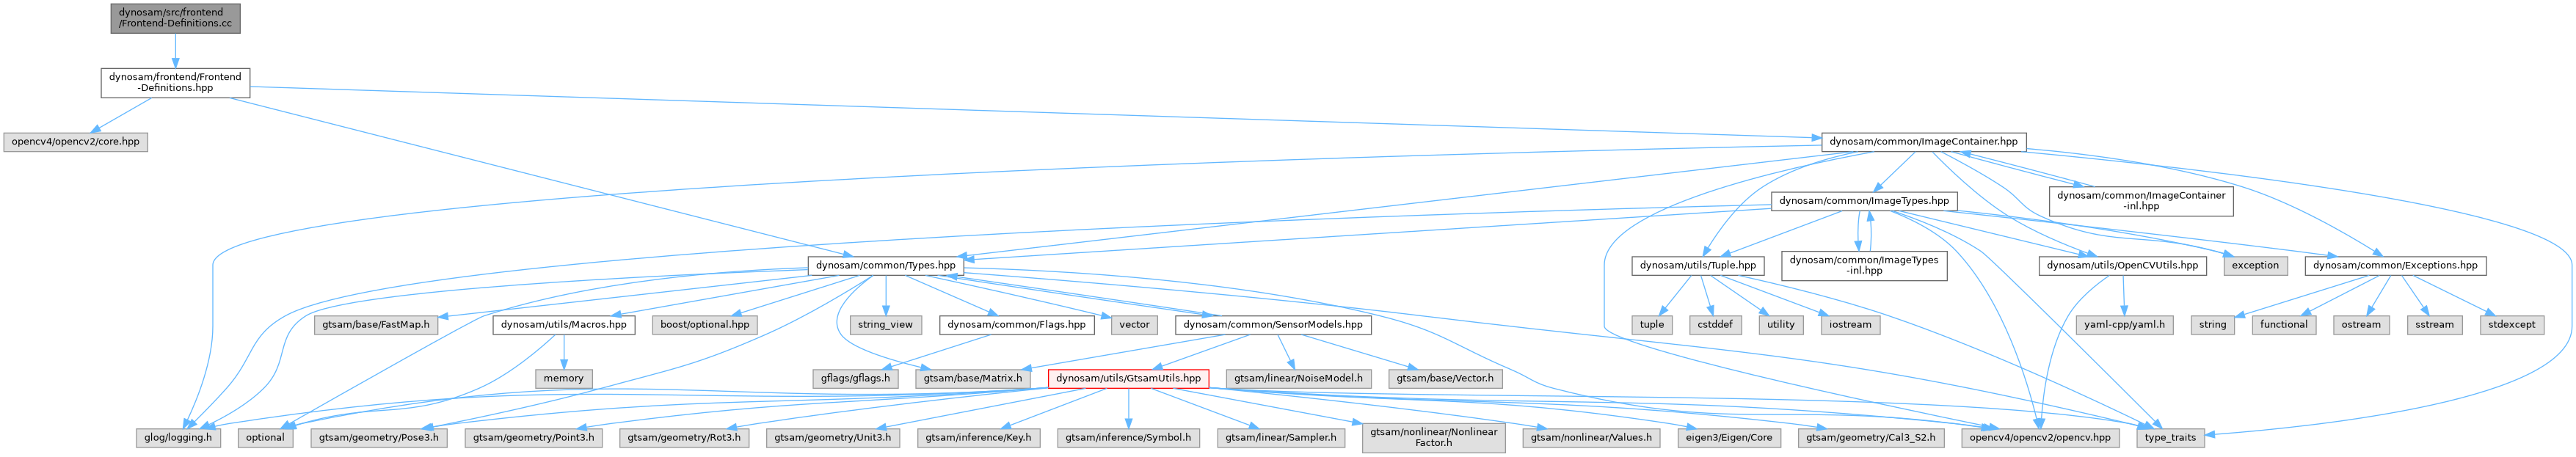 dynosam/src/frontend
/Frontend-Definitions.cc
dynosam/frontend/Frontend
-Definitions.hpp
opencv4/opencv2/core.hpp
dynosam/common/ImageContainer.hpp
dynosam/common/ImageTypes.hpp
dynosam/common/ImageContainer
-inl.hpp
dynosam/common/Types.hpp
dynosam/utils/Tuple.hpp
dynosam/common/ImageTypes
-inl.hpp
dynosam/utils/OpenCVUtils.hpp
exception
dynosam/common/Exceptions.hpp
gtsam/base/FastMap.h
dynosam/utils/Macros.hpp
boost/optional.hpp
string_view
dynosam/common/Flags.hpp
vector
dynosam/common/SensorModels.hpp
tuple
cstddef
utility
iostream
yaml-cpp/yaml.h
string
functional
ostream
sstream
stdexcept
memory
gflags/gflags.h
gtsam/base/Matrix.h
dynosam/utils/GtsamUtils.hpp
gtsam/linear/NoiseModel.h
gtsam/base/Vector.h
glog/logging.h
optional
gtsam/geometry/Pose3.h
gtsam/geometry/Point3.h
gtsam/geometry/Rot3.h
gtsam/geometry/Unit3.h
gtsam/inference/Key.h
gtsam/inference/Symbol.h
gtsam/linear/Sampler.h
gtsam/nonlinear/Nonlinear
Factor.h
gtsam/nonlinear/Values.h
eigen3/Eigen/Core
gtsam/geometry/Cal3_S2.h
opencv4/opencv2/opencv.hpp
type_traits